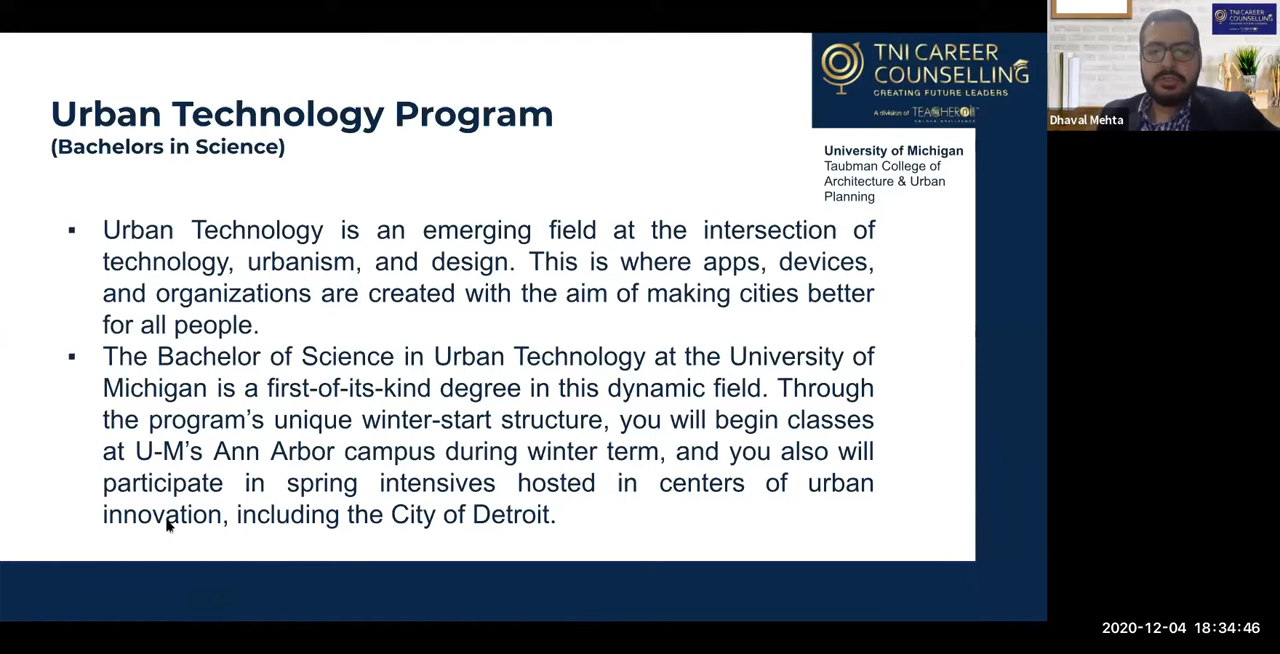 Urban Technology Program
(Bachelors in Science)
TNI CAREER
COUNSELLING
CREATING FUTURE LEADERS
A division of TEACHERNI
University of Michigan
Taubman College of
Architecture & Urban
Planning
▪ Urban Technology is an emerging field at the intersection of
technology, urbanism, and design. This is where apps, devices,
and organizations are created with the aim of making cities better
for all people.
▪ The Bachelor of Science in Urban Technology at the University of
Michigan is a first-of-its-kind degree in this dynamic field. Through
the program’s unique winter-start structure, you will begin classes
at U-M’s Ann Arbor campus during winter term, and you also will
participate in spring intensives hosted in centers of urban
innovation, including the City of Detroit.
TNI CAREER
COUNSELLING
Dhaval Mehta
2020-12-04 18:34:46